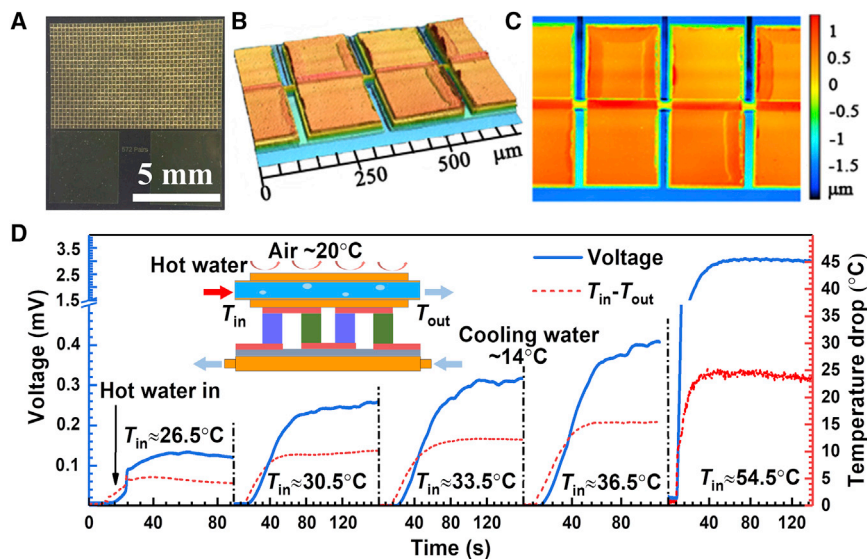 A
572 Pairs
5 mm
B
0
250
500
μm
C
1
0.5
0
-0.5
-1
-1.5
μm
D
Voltage (mV)
3.9
3.0
1.5
0.4
0.3
0.2
0.1
Air ~20°C
Hot water
Tin
Tout
Cooling water
~14°C
Voltage
Tin-Tout
Hot water in
Tin≈26.5°C
Tin≈30.5°C
Tin≈33.5°C
Tin≈36.5°C
Tin≈54.5°C
0 40 80 40 80 120 40 80 120 40 80 40 80 120
Time (s)
45
40
35
30
25
20
15
10
5
0
Temperature drop (°C)